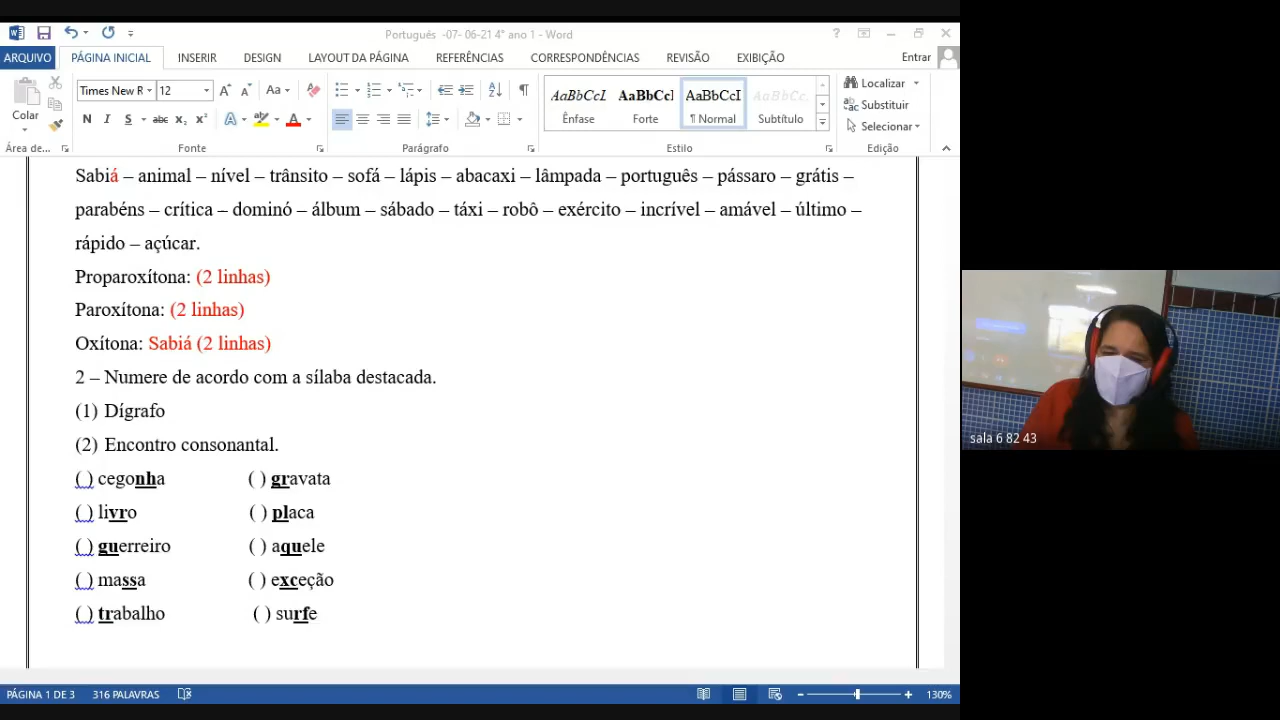 Português -07- 06-21 4° ano 1 - Word
ARQUIVO PÁGINA INICIAL INSERIR DESIGN LAYOUT DA PÁGINA REFERÊNCIAS CORRESPONDÊNCIAS REVISÃO EXIBIÇÃO Entrar
Times New R 12 Aa
Colar
N I S abc x₂ x² A A
AaBbCcI AaBbCcI AaBbCcI AaBbCc.
Ênfase Forte ¶ Normal Subtítulo
Localizar
Substituir
Selecionar
Área de... Fonte Parágrafo Estilo Edição
Sabiá – animal – nível – trânsito – sofá – lápis – abacaxi – lâmpada – português – pássaro – grátis –
parabéns – crítica – dominó – álbum – sábado – táxi – robô – exército – incrível – amável – último –
rápido – açúcar.
Proparoxítona: (2 linhas)
Paroxítona: (2 linhas)
Oxítona: Sabiá (2 linhas)
2 – Numere de acordo com a sílaba destacada.
(1) Dígrafo
(2) Encontro consonantal.
( ) cegonha ( ) gravata
( ) livro ( ) placa
( ) guerreiro ( ) aquele
( ) massa ( ) exceção
( ) trabalho ( ) surfe
sala 6 82 43
PÁGINA 1 DE 3 316 PALAVRAS 130%